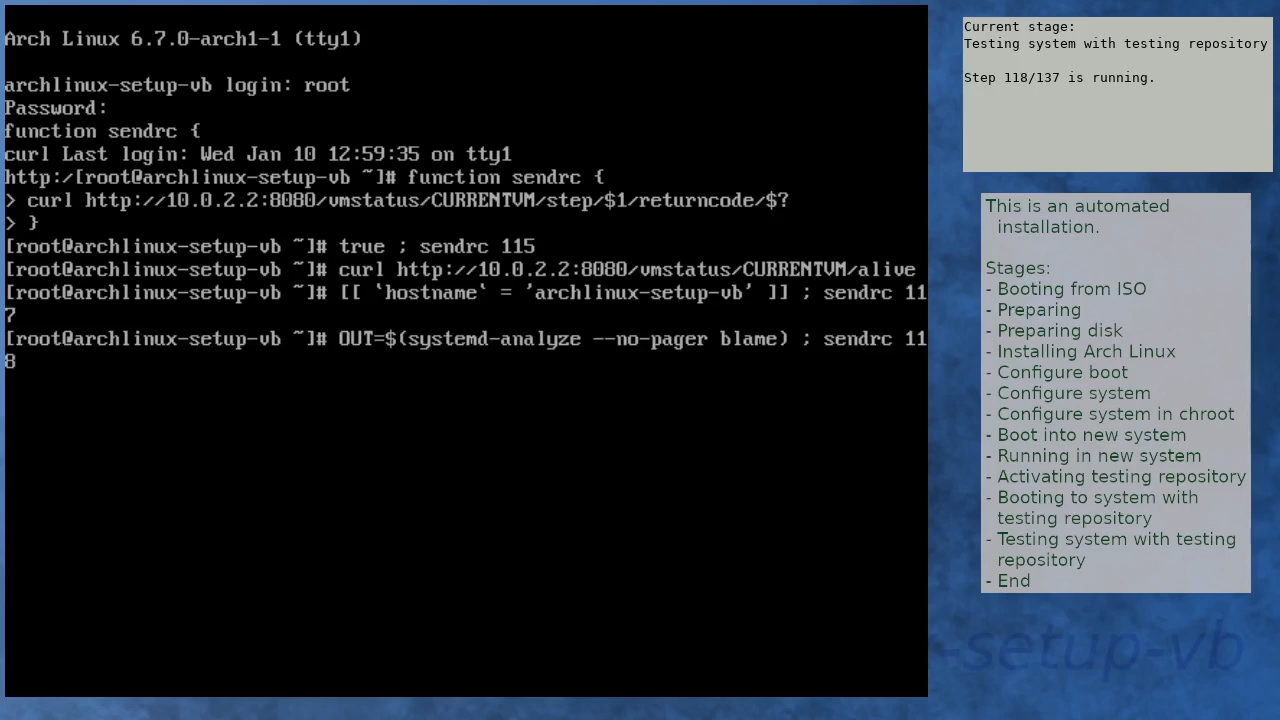 Arch Linux 6.7.0-arch1-1 (tty1)
archlinux-setup-vb login: root
Password:
function sendrc {
curl Last login: Wed Jan 10 12:59:35 on tty1
http:/[root@archlinux-setup-vb ~]# function sendrc {
> curl http://10.0.2.2:8080/vmstatus/CURRENTVM/step/$1/returncode/$?
> }
[root@archlinux-setup-vb ~]# true ; sendrc 115
[root@archlinux-setup-vb ~]# curl http://10.0.2.2:8080/vmstatus/CURRENTVM/alive
[root@archlinux-setup-vb ~]# [[ `hostname` = 'archlinux-setup-vb' ]] ; sendrc 11
7
[root@archlinux-setup-vb ~]# OUT=$(systemd-analyze --no-pager blame) ; sendrc 11
8
Current stage:
Testing system with testing repository
Step 118/137 is running.
This is an automated
installation.
Stages:
- Booting from ISO
- Preparing
- Preparing disk
- Installing Arch Linux
- Configure boot
- Configure system
- Configure system in chroot
- Boot into new system
- Running in new system
- Activating testing repository
- Booting to system with
testing repository
- Testing system with testing
repository
- End
-setup-vb